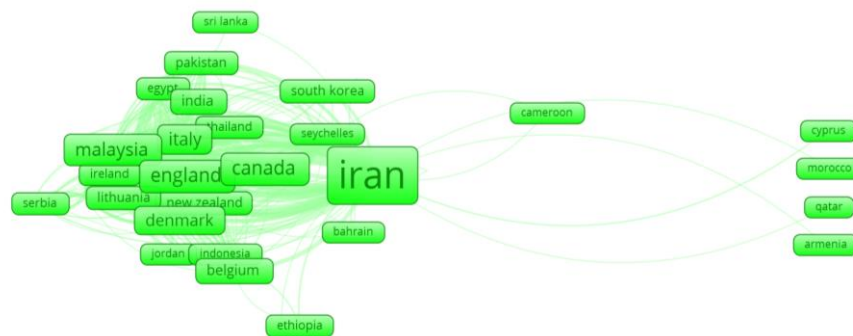 sri lanka
pakistan
egypt
south korea
india
cameroon
thailand
seychelles
cyprus
italy
malaysia
canada
morocco
ireland
england
iran
lithuania
new zealand
serbia
qatar
denmark
bahrain
armenia
jordan
indonesia
belgium
ethiopia